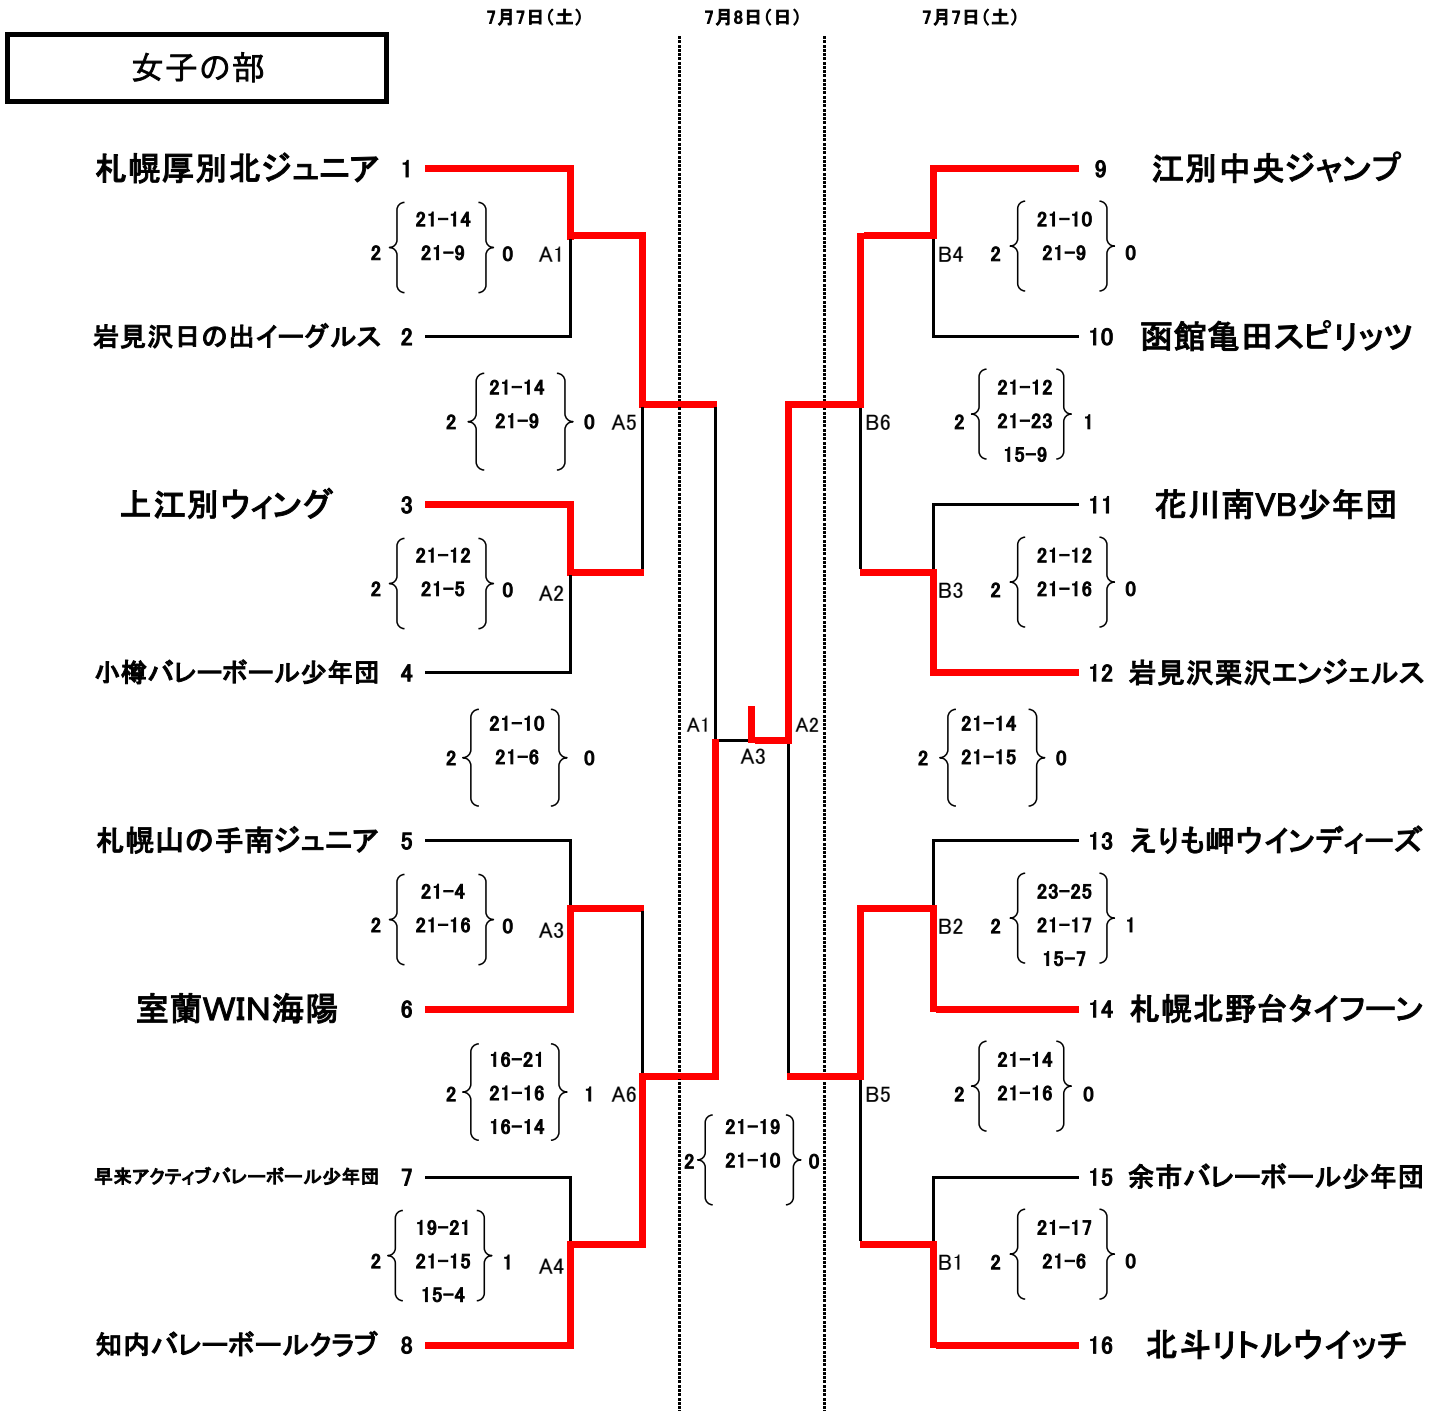 7月7日（土） 7月8日（日） 7月7日（土）
女子の部
札幌厚別北ジュニア 1
9 江別中央ジャンプ
21-14
2 21-9 0 A1
21-10
B4 2 21-9 0
岩見沢日の出イーグルス 2
10 函館亀田スピリッツ
21-14
2 21-9 0 A5
21-12
B6 2 21-23 1
15-9
上江別ウィング 3
11 花川南VB少年団
21-12
2 21-5 0 A2
21-12
B3 2 21-16 0
小樽バレーボール少年団 4
12 岩見沢栗沢エンジェルス
21-10
2 21-6 0
A1
A3
A2
21-14
2 21-15 0
札幌山の手南ジュニア 5
13 えりも岬ウインディーズ
21-4
2 21-16 0 A3
23-25
B2 2 21-17 1
15-7
室蘭WIN海陽 6
14 札幌北野台タイフーン
16-21
2 21-16 1 A6
16-14
21-14
B5 2 21-16 0
21-19
2 21-10 0
早来アクティブバレーボール少年団 7
15 余市バレーボール少年団
19-21
2 21-15 1 A4
15-4
21-17
B1 2 21-6 0
知内バレーボールクラブ 8
16 北斗リトルウイッチ